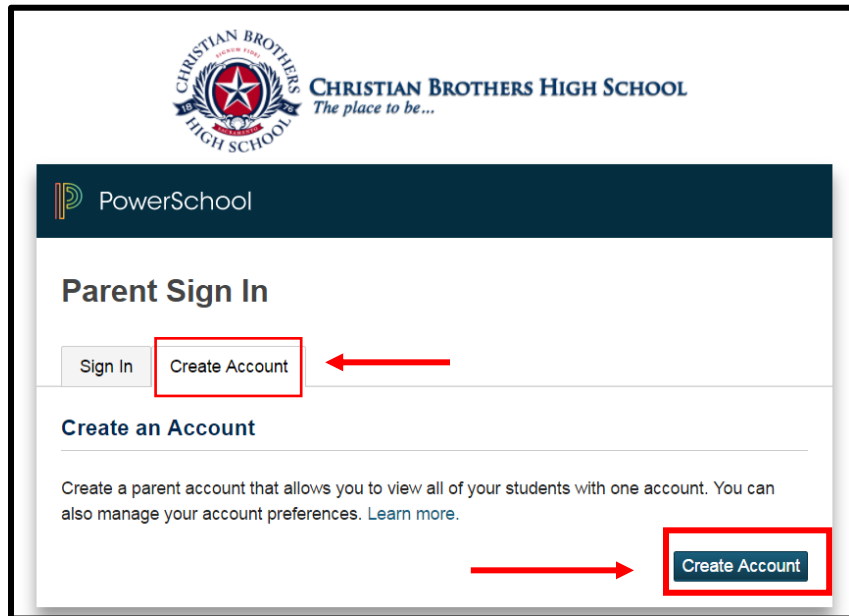 CHRISTIAN BROTHERS
SIGNUM FIDEI
18 76
SACRAMENTO
HIGH SCHOOL
CHRISTIAN BROTHERS HIGH SCHOOL
The place to be...
PowerSchool
Parent Sign In
Sign In Create Account
Create an Account
Create a parent account that allows you to view all of your students with one account. You can
also manage your account preferences. Learn more.
Create Account